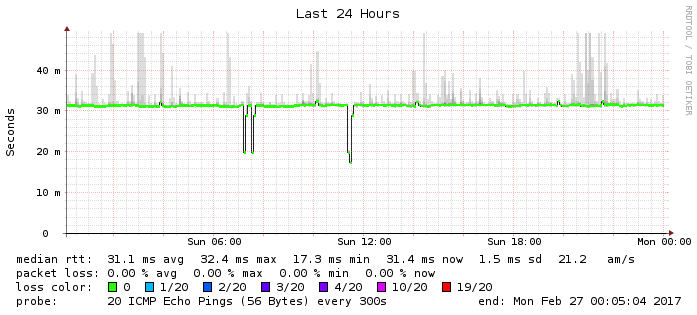 Last 24 Hours
RRDTOOL / TOBI OETIKER
Seconds
40 m
30 m
20 m
10 m
0
Sun 06:00 Sun 12:00 Sun 18:00 Mon 00:00
median rtt: 31.1 ms avg 32.4 ms max 17.3 ms min 31.4 ms now 1.5 ms sd 21.2 am/s
packet loss: 0.00 % avg 0.00 % max 0.00 % min 0.00 % now
loss color: 0 1/20 2/20 3/20 4/20 10/20 19/20
probe: 20 ICMP Echo Pings (56 Bytes) every 300s end: Mon Feb 27 00:05:04 2017